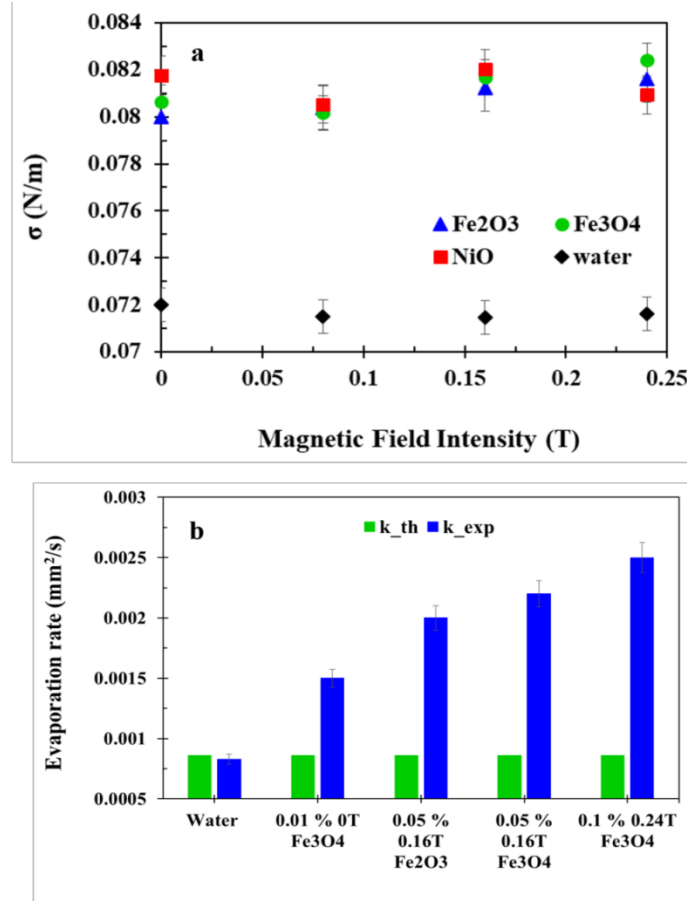 0.084
a
0.082
0.08
0.078
σ (N/m)
0.076
Fe2O3
Fe3O4
0.074
NiO
water
0.072
0.07
0
0.05
0.1
0.15
0.2
0.25
Magnetic Field Intensity (T)
0.003
b
k_th
k_exp
0.0025
Evaporation rate (mm²/s)
0.002
0.0015
0.001
0.0005
Water
0.01 % 0T
Fe3O4
0.05 %
0.16T
Fe2O3
0.05 %
0.16T
Fe3O4
0.1 % 0.24T
Fe3O4